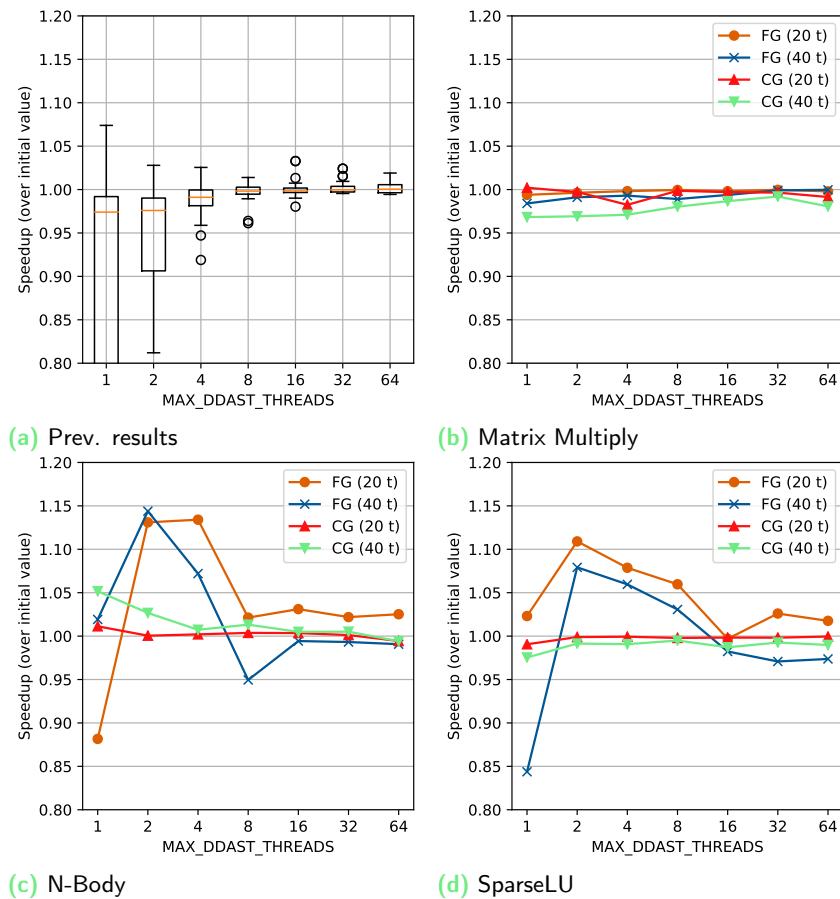 1.20
1.15
1.10
1.05
1.00
0.95
0.90
0.85
0.80
Speedup (over initial value)
1 2 4 8 16 32 64
MAX_DDAST_THREADS
(a) Prev. results
1.20
1.15
1.10
1.05
1.00
0.95
0.90
0.85
0.80
Speedup (over initial value)
FG (20 t)
FG (40 t)
CG (20 t)
CG (40 t)
1 2 4 8 16 32 64
MAX_DDAST_THREADS
(b) Matrix Multiply
1.20
1.15
1.10
1.05
1.00
0.95
0.90
0.85
0.80
Speedup (over initial value)
FG (20 t)
FG (40 t)
CG (20 t)
CG (40 t)
1 2 4 8 16 32 64
MAX_DDAST_THREADS
(c) N-Body
1.20
1.15
1.10
1.05
1.00
0.95
0.90
0.85
0.80
Speedup (over initial value)
FG (20 t)
FG (40 t)
CG (20 t)
CG (40 t)
1 2 4 8 16 32 64
MAX_DDAST_THREADS
(d) SparseLU